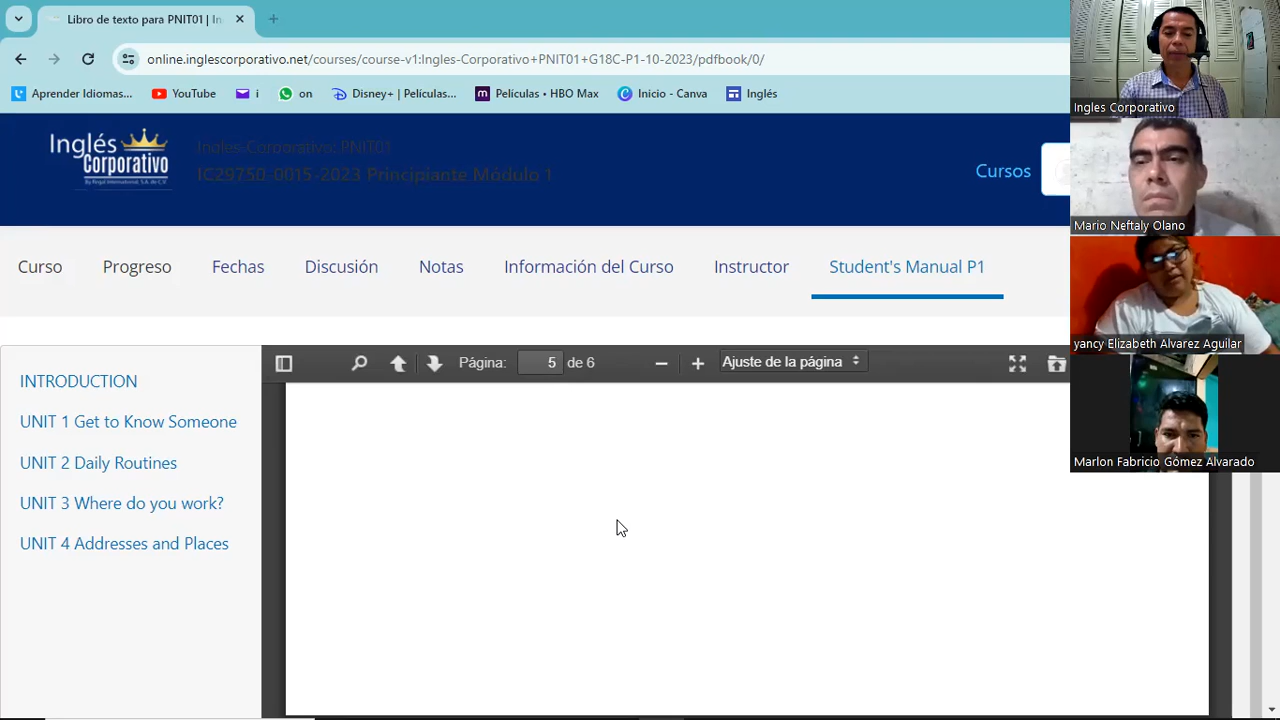 Libro de texto para PNIT01 | In
online.inglescorporativo.net/courses/
+PNIT01+G18C-P1-10-2023/pdfbook/0/
Aprender Idiomas...
YouTube
i
on
Disney+ | Películas...
Películas • HBO Max
Inicio - Canva
Inglés
Inglés
Corporativo
Ingles Corporativo: PNIT01
IC29750-0015-2023 Principiante Módulo 1
Cursos
Curso
Progreso
Fechas
Discusión
Notas
Información del Curso
Instructor
Student's Manual P1
Página: 5 de 6
Ajuste de la página
INTRODUCTION
UNIT 1 Get to Know Someone
UNIT 2 Daily Routines
UNIT 3 Where do you work?
UNIT 4 Addresses and Places
Ingles Corporativo
Mario Neftaly Olano
yancy Elizabeth Alvarez Aguilar
Marlon Fabricio Gómez Alvarado